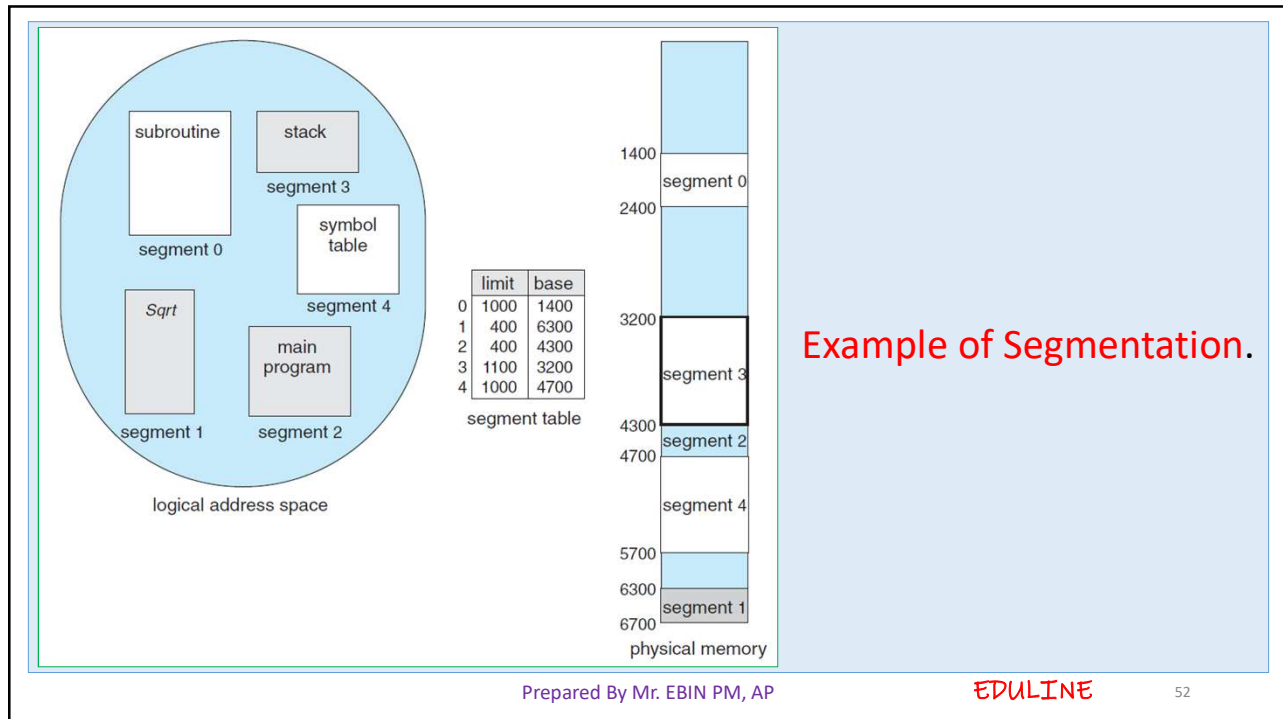 subroutine
stack
segment 3
symbol
table
segment 0
segment 4
Sqrt
main
program
segment 1
segment 2
logical address space
limit base
0 1000 1400
1 400 6300
2 400 4300
3 1100 3200
4 1000 4700
segment table
1400
segment 0
2400
3200
segment 3
4300
segment 2
4700
segment 4
5700
6300
segment 1
6700
physical memory
Example of Segmentation.
Prepared By Mr. EBIN PM, AP
EDULINE
52